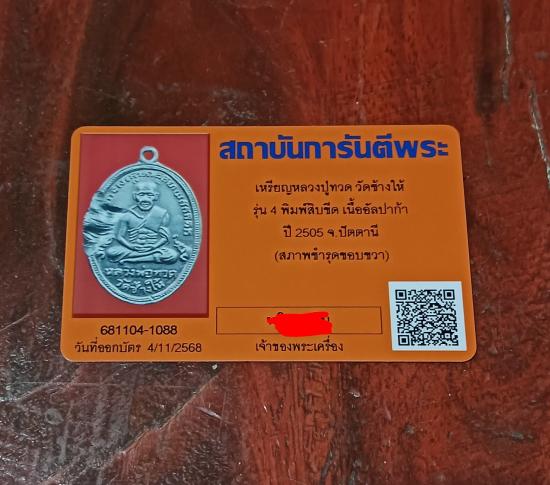 สถาบันการันตีพระ
เหรียญหลวงปู่ทวด วัดช้างให้
รุ่น 4 พิมพ์สิบขีด เนื้ออัลปาก้า
ปี 2505 จ.ปัตตานี
(สภาพชำรุดขอบขวา)
หลวงพ่อทวด
วัดช้างให้
681104-1088
วันที่ออกบัตร 4/11/2568
เจ้าของพระเครื่อง